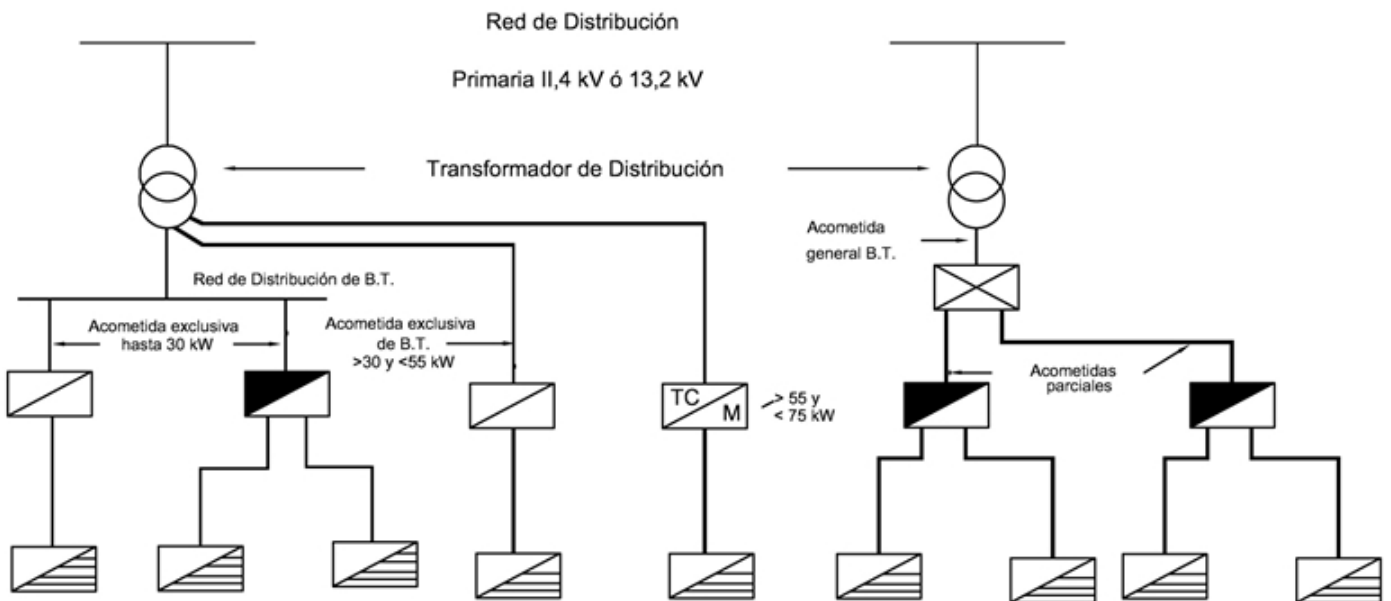 Red de Distribución
Primaria II,4 kV ó 13,2 kV
Transformador de Distribución
Acometida
general B.T.
Red de Distribución de B.T.
Acometida exclusiva
hasta 30 kW
Acometida exclusiva
de B.T.
>30 y <55 kW
TC
M
> 55 y
< 75 kW
Acometidas
parciales